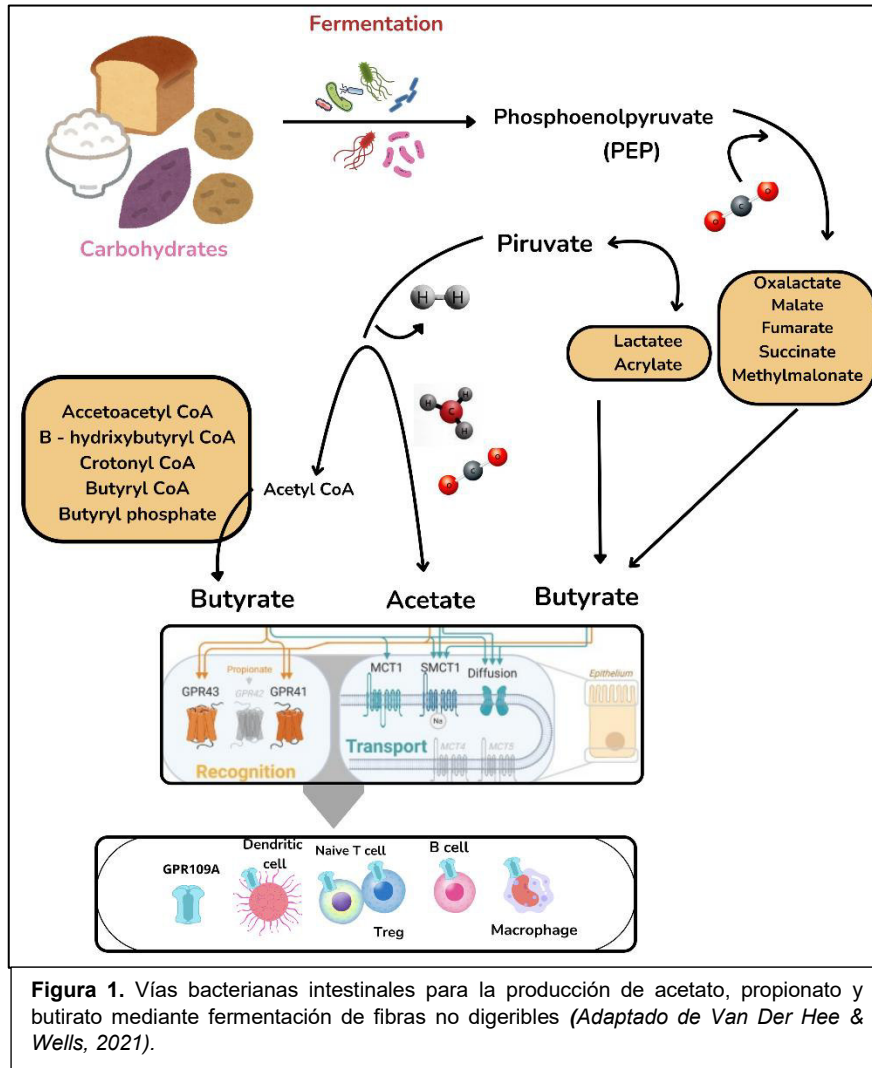 Fermentation
Phosphoenolpyruvate
(PEP)
Carbohydrates
O C O
Piruvate
H H
Oxalactate
Malate
Fumarate
Succinate
Methylmalonate
Lactatee
Acrylate
H C H
H
O C O
Accetoacetyl CoA
B - hydrixybutyryl CoA
Crotonyl CoA
Butyryl CoA
Butyryl phosphate
Acetyl CoA
Butyrate
Acetate
Butyrate
Propionate
GPR43
GPR42
GPR41
Recognition
MCT1
SMCT1
Diffusion
Na
Transport
MCT4
MCT5
Epithelium
GPR109A
Dendritic
cell
Naive T cell
Treg
B cell
Macrophage
Figura 1. Vías bacterianas intestinales para la producción de acetato, propionato y
butirato mediante fermentación de fibras no digeribles (Adaptado de Van Der Hee &
Wells, 2021).